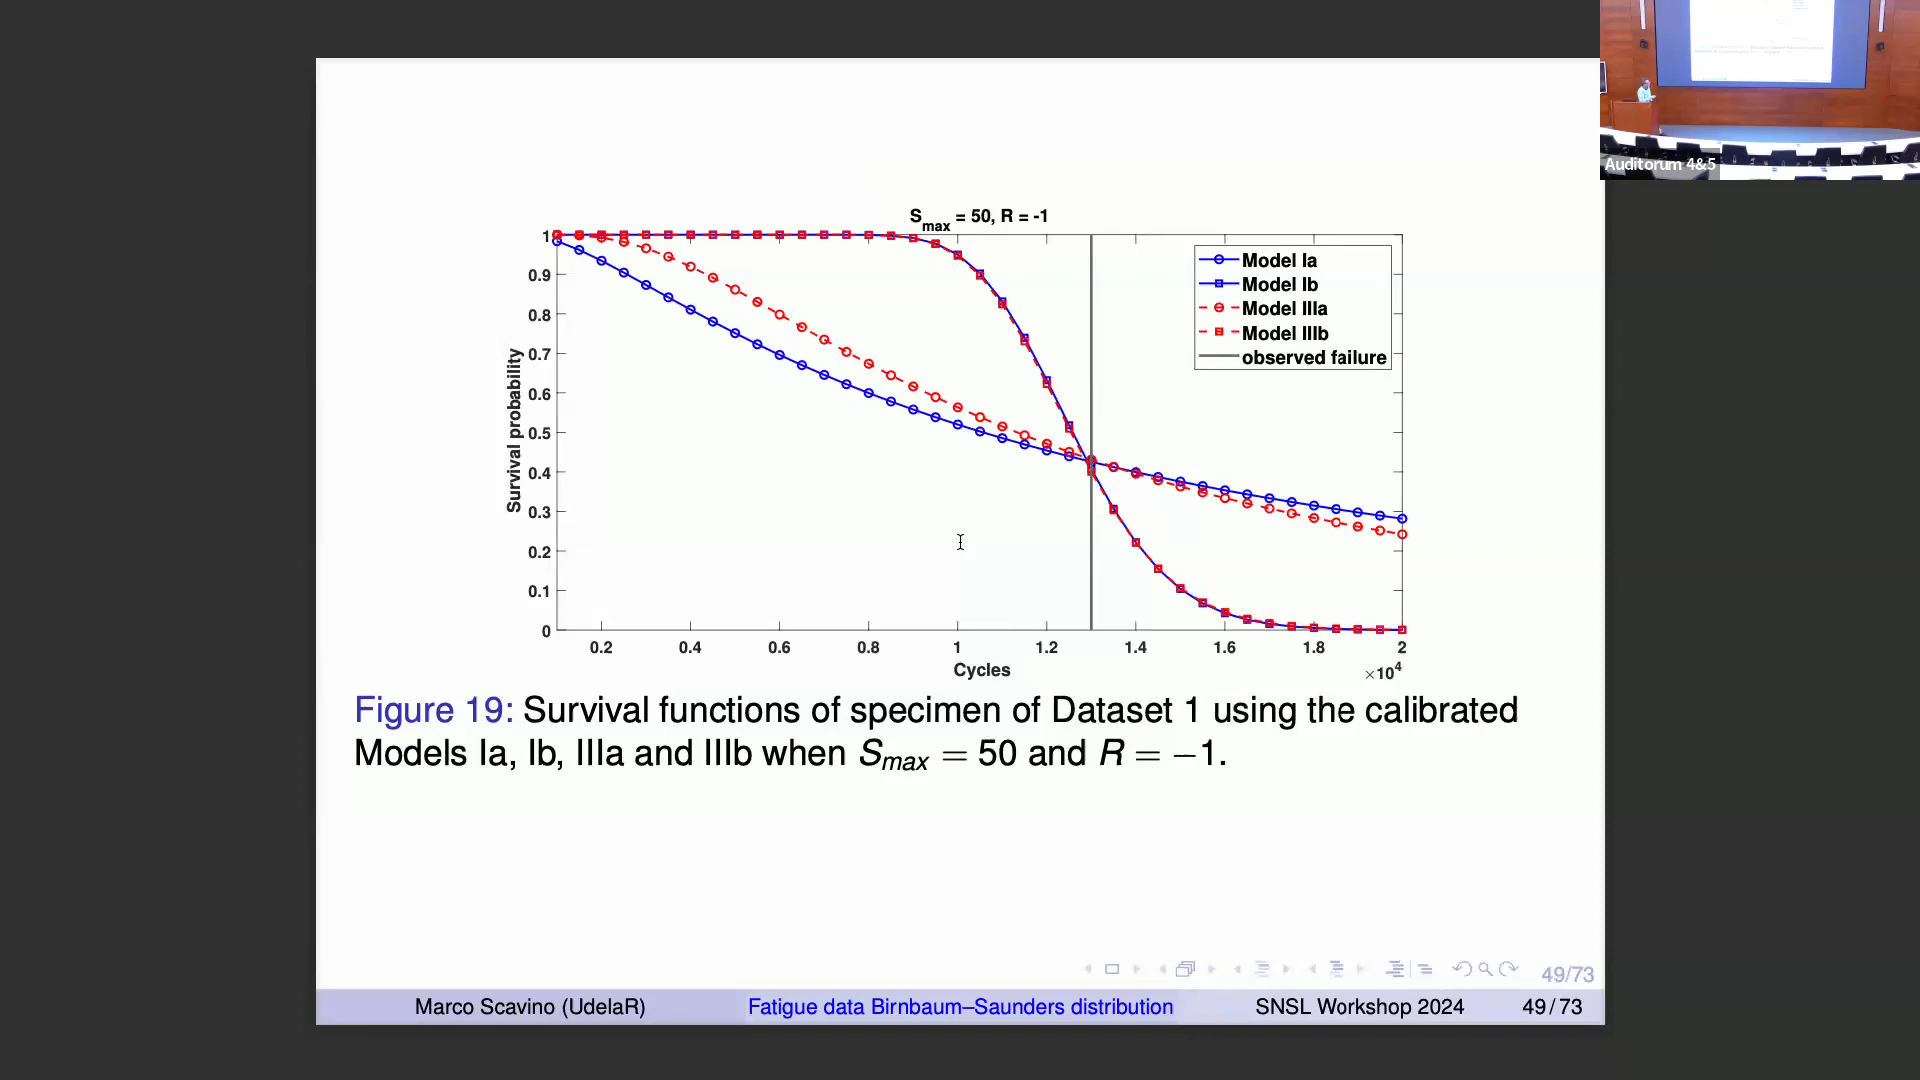 Auditorum 4&5
Smax = 50, R = -1
Model Ia
Model Ib
Model IIIa
Model IIIb
observed failure
Survival probability
1
0.9
0.8
0.7
0.6
0.5
0.4
0.3
0.2
0.1
0
0.2 0.4 0.6 0.8 1 1.2 1.4 1.6 1.8 2
Cycles
×10^4
Figure 19: Survival functions of specimen of Dataset 1 using the calibrated
Models Ia, Ib, IIIa and IIIb when Smax = 50 and R = −1.
49/73
Marco Scavino (UdelaR) Fatigue data Birnbaum–Saunders distribution SNSL Workshop 2024 49/73